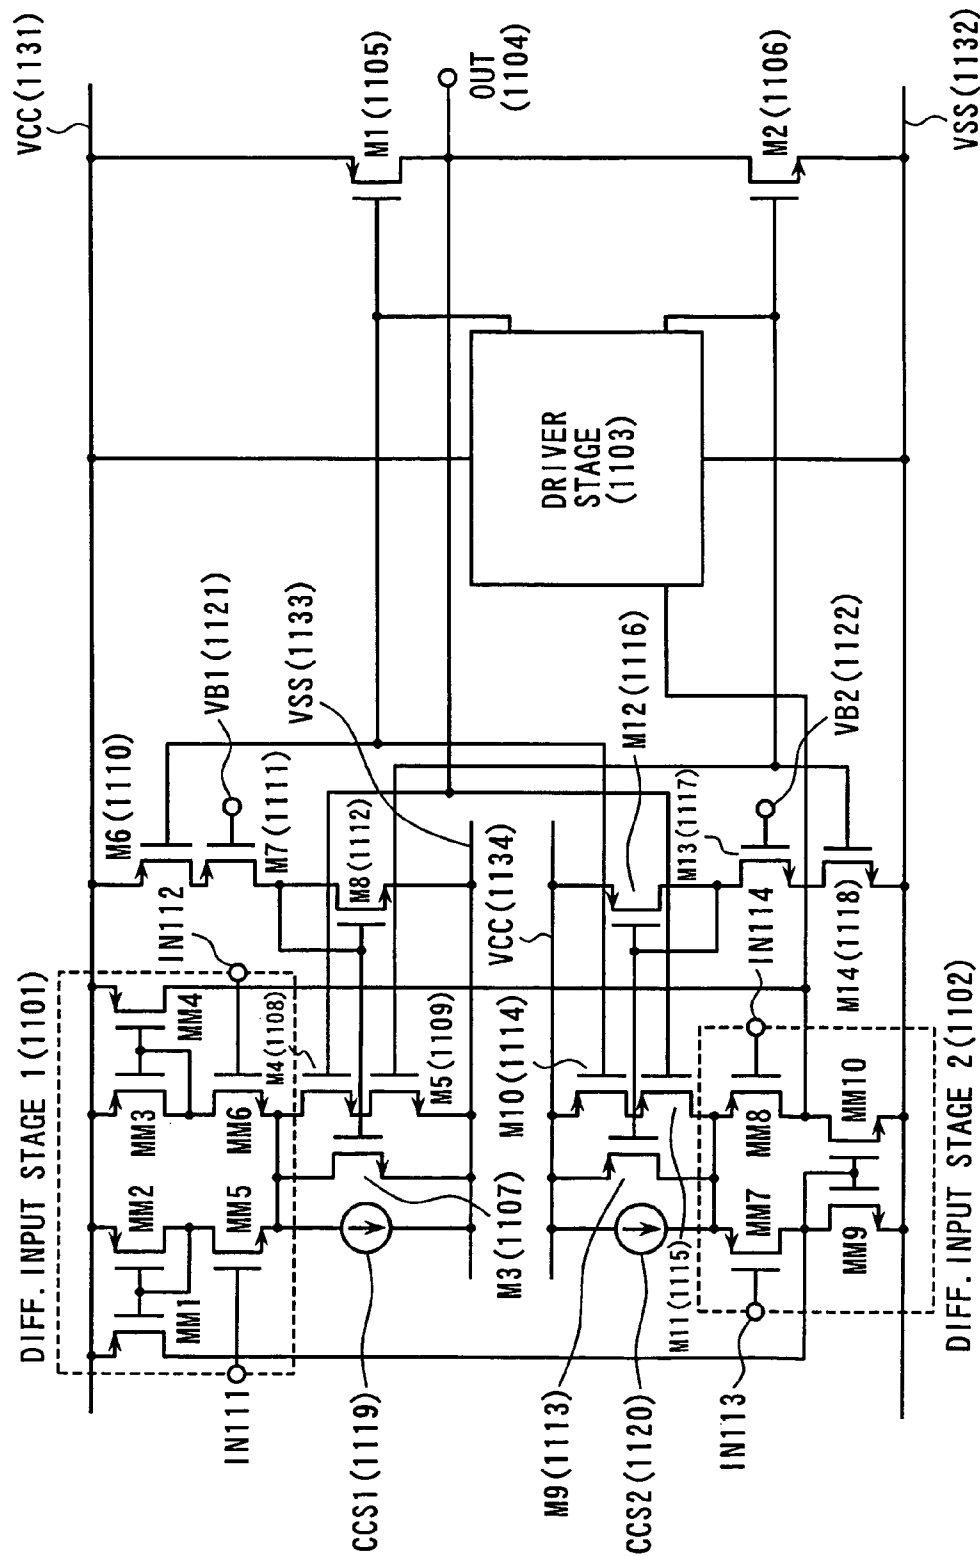 DIFF. INPUT STAGE 1(1101)
VCC(1131)
IN111
MM1
MM2
MM3
MM4
MM5
MM6
IN112
M6(1110)
VB1(1121)
M7(1111)
M8(1112)
VSS(1133)
M4(1108)
M5(1109)
M3(1107)
CCS1(1119)
M1(1105)
OUT
(1104)
DRIVER
STAGE
(1103)
VCC(1134)
M10(1114)
M12(1116)
M9(1113)
CCS2(1120)
M11(1115)
M13(1117)
VB2(1122)
M14(1118)
IN114
IN113
MM7
MM8
MM9
MM10
M2(1106)
VSS(1132)
DIFF. INPUT STAGE 2(1102)